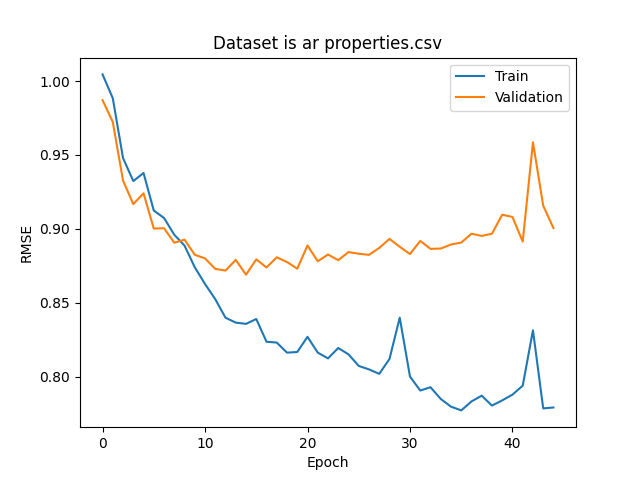 Dataset is ar properties.csv
Train
Validation
RMSE
1.00
0.95
0.90
0.85
0.80
0
10
20
30
40
Epoch